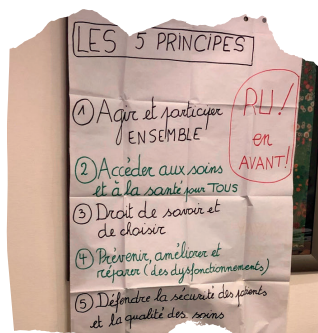 LES 5 PRINCIPES
① Agir et participer
ENSEMBLE
RU!
en
AVANT!
② Accéder aux soins
et à la santé pour TOUS
③ Droit de savoir et
de choisir
④ Prévenir, améliorer et
réparer (des dysfonctionnements)
⑤ Défendre la sécurité des patients
et la qualité des soins